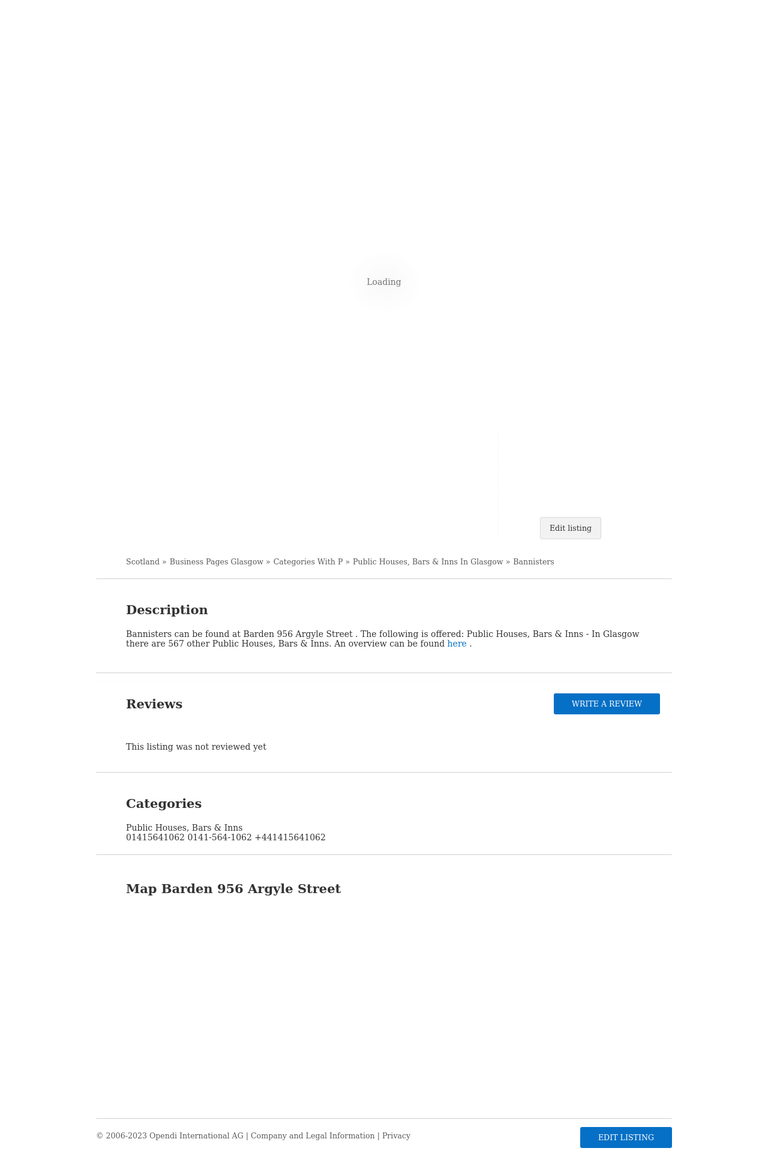 Loading
Edit listing
Scotland » Business Pages Glasgow » Categories With P » Public Houses, Bars & Inns In Glasgow » Bannisters
Description
Bannisters can be found at Barden 956 Argyle Street . The following is offered: Public Houses, Bars & Inns - In Glasgow
there are 567 other Public Houses, Bars & Inns. An overview can be found here .
Reviews
WRITE A REVIEW
This listing was not reviewed yet
Categories
Public Houses, Bars & Inns
01415641062 0141-564-1062 +441415641062
Map Barden 956 Argyle Street
© 2006-2023 Opendi International AG | Company and Legal Information | Privacy
EDIT LISTING